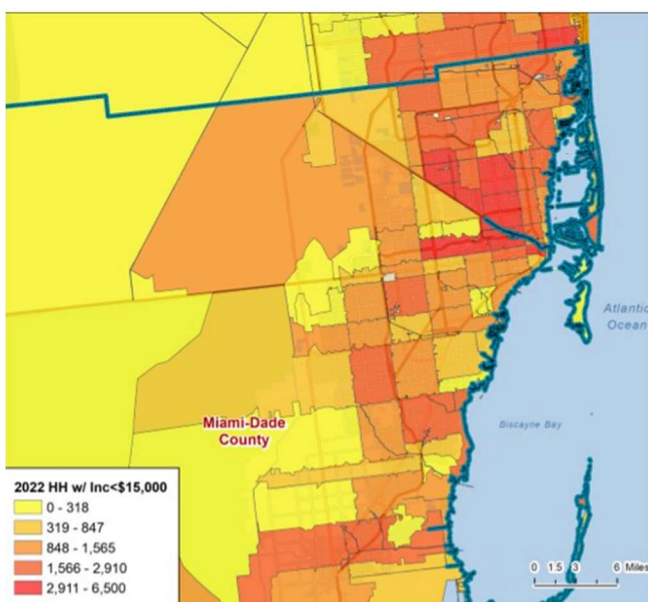 Atlantic
Ocean
Miami-Dade
County
Biscayne Bay
2022 HH w/ Inc<$15,000
0 - 318
319 - 847
848 - 1,565
1,566 - 2,910
2,911 - 6,500
0 1.5 3 6 Miles